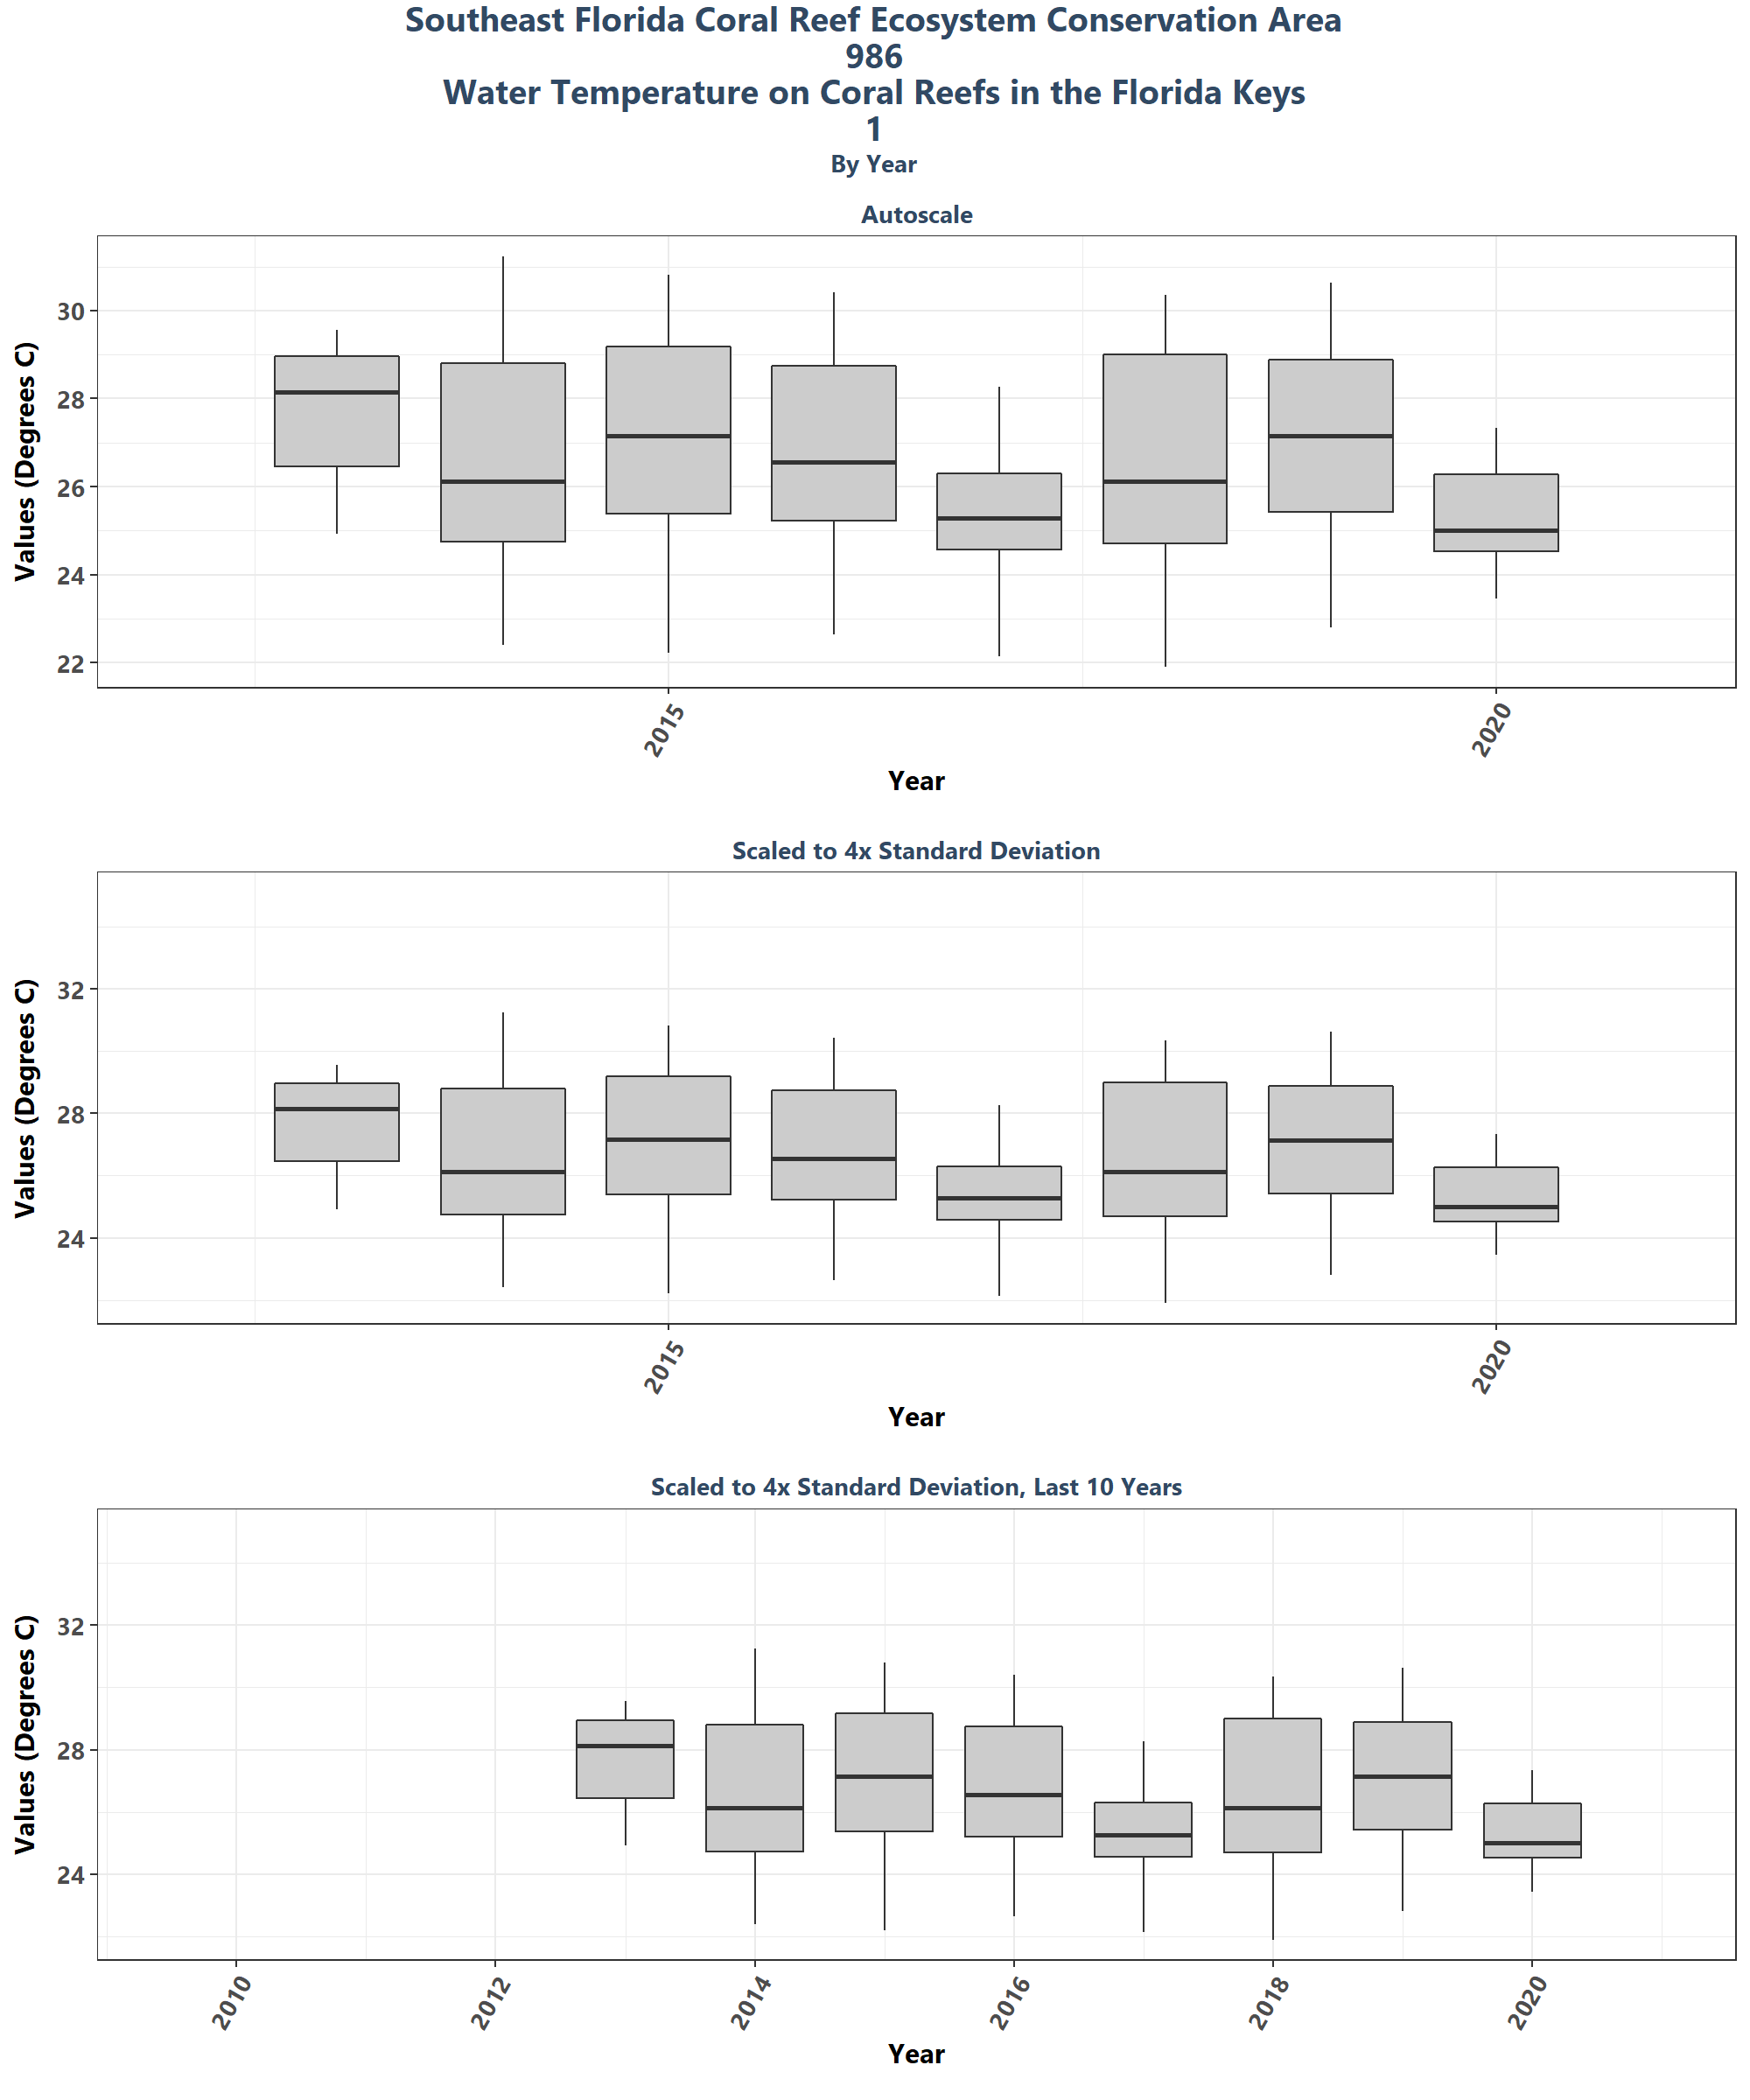 Southeast Florida Coral Reef Ecosystem Conservation Area
986
Water Temperature on Coral Reefs in the Florida Keys
1
By Year
Autoscale
Values (Degrees C)
30
28
26
24
22
2015
2020
Year
Scaled to 4x Standard Deviation
Values (Degrees C)
32
28
24
2015
2020
Year
Scaled to 4x Standard Deviation, Last 10 Years
Values (Degrees C)
32
28
24
2010
2012
2014
2016
2018
2020
Year